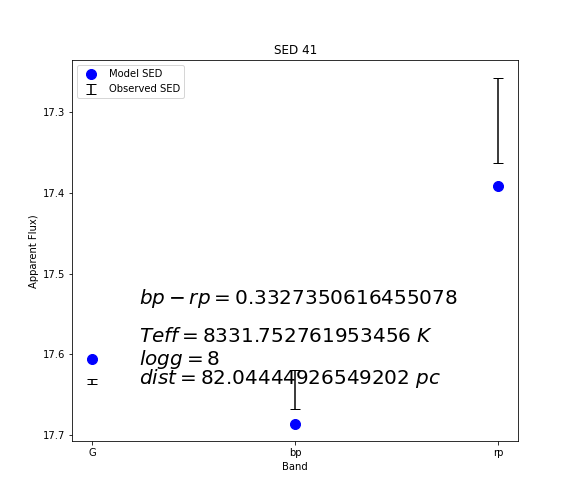 SED 41
Model SED
Observed SED
17.3
17.4
17.5
17.6
17.7
Apparent Flux)
bp − rp = 0.3327350616455078
Teff = 8331.752761953456 K
logg = 8
dist = 82.04444926549202 pc
G bp rp
Band